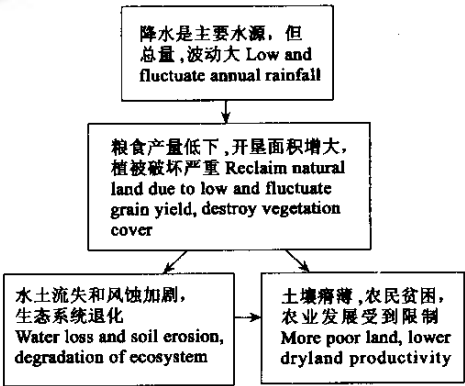 降水是主要水源，但
总量,波动大 Low and
fluctuate annual rainfall
粮食产量低下,开垦面积增大,
植被破坏严重 Reclaim natural
land due to low and fluctuate
grain yield, destroy vegetation
cover
水土流失和风蚀加剧,
生态系统退化
Water loss and soil erosion,
degradation of ecosystem
土壤瘠薄,农民贫困,
农业发展受到限制
More poor land, lower
dryland productivity